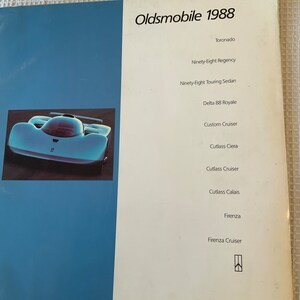 Oldsmobile 1988
Toronado
Ninety-Eight Regency
Ninety-Eight Touring Sedan
Delta 88 Royale
Custom Cruiser
Cutlass Ciera
Cutlass Cruiser
Cutlass Calais
Firenza
Firenza Cruiser